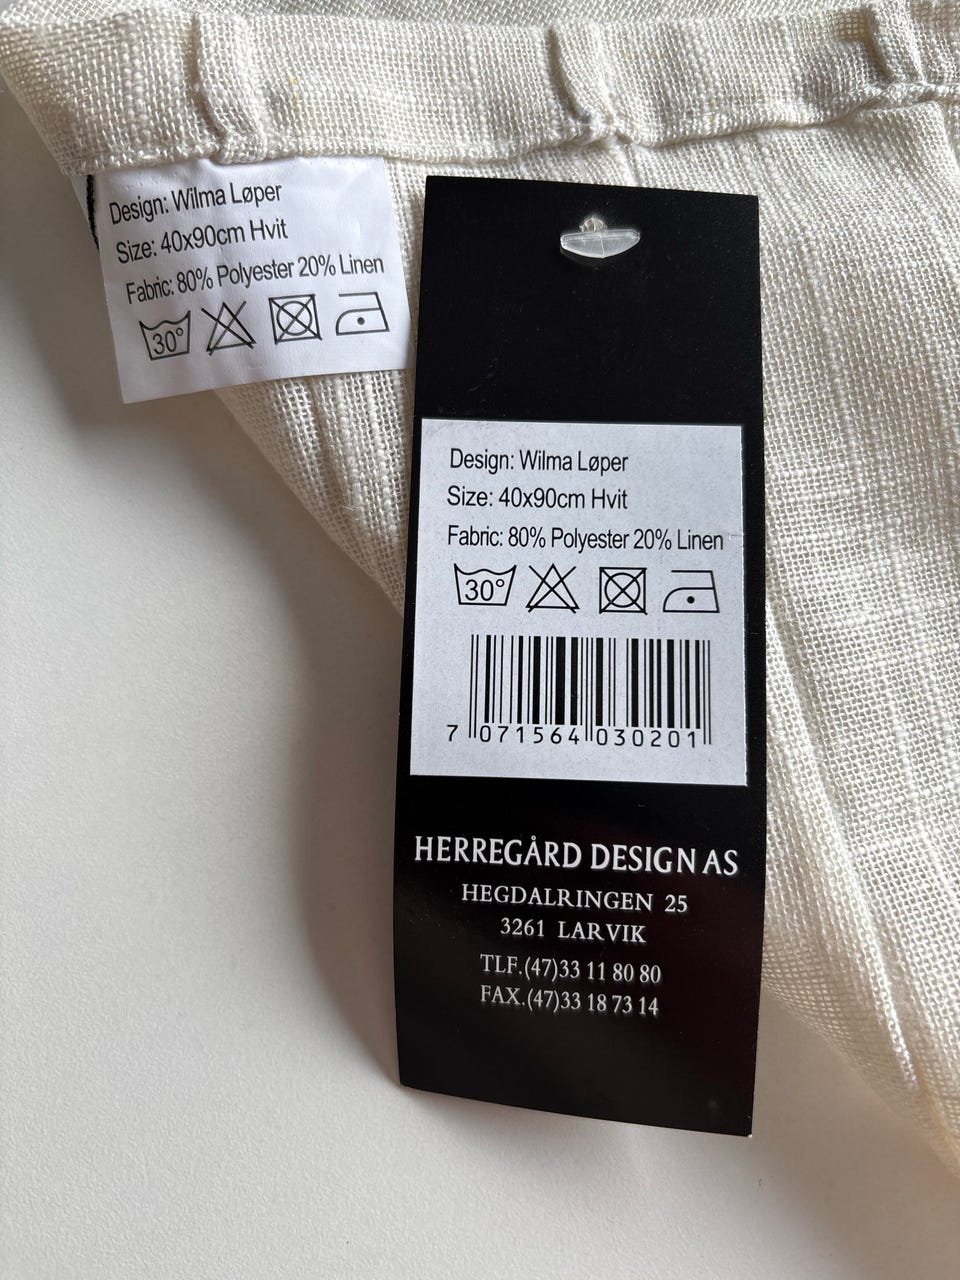 Design: Wilma Løper
Size: 40x90cm Hvit
Fabric: 80% Polyester 20% Linen
30°
Design: Wilma Løper
Size: 40x90cm Hvit
Fabric: 80% Polyester 20% Linen
30°
7 071564 030201
HERREGÅRD DESIGN AS
HEGDALRINGEN 25
3261 LARVIK
TLF.(47)33 11 80 80
FAX.(47)33 18 73 14